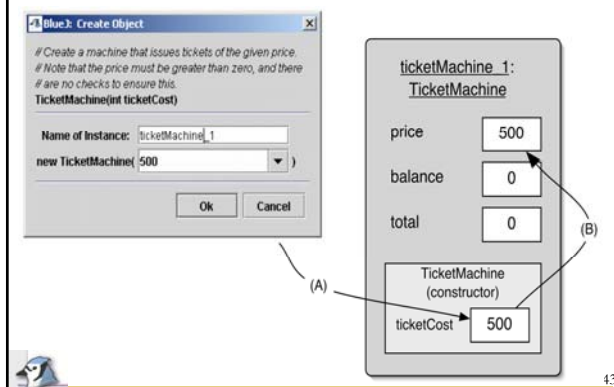 BlueJ: Create Object
# Create a machine that issues tickets of the given price.
# Note that the price must be greater than zero, and there
# are no checks to ensure this.
TicketMachine(int ticketCost)
Name of Instance: ticketMachine_1
new TicketMachine( 500 )
Ok Cancel
(A)
ticketMachine_1:
TicketMachine
price 500
balance 0
total 0
(B)
TicketMachine
(constructor)
ticketCost 500
43